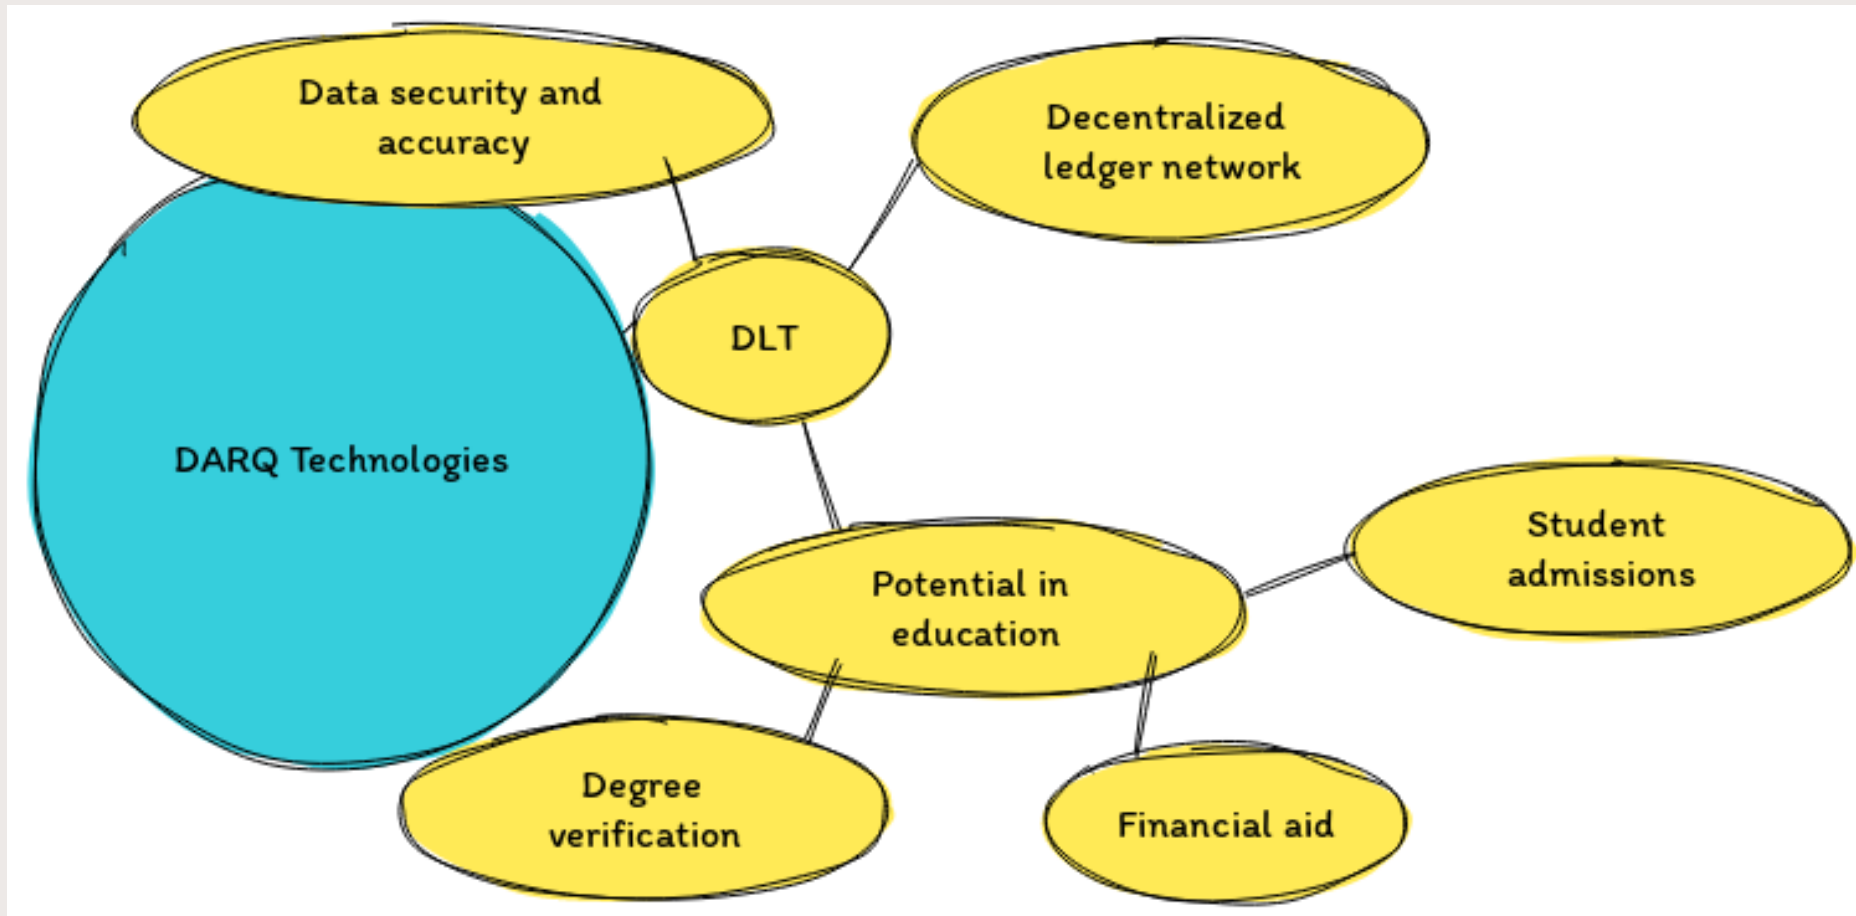 Data security and
accuracy
Decentralized
ledger network
DLT
DARQ Technologies
Potential in
education
Student
admissions
Degree
verification
Financial aid